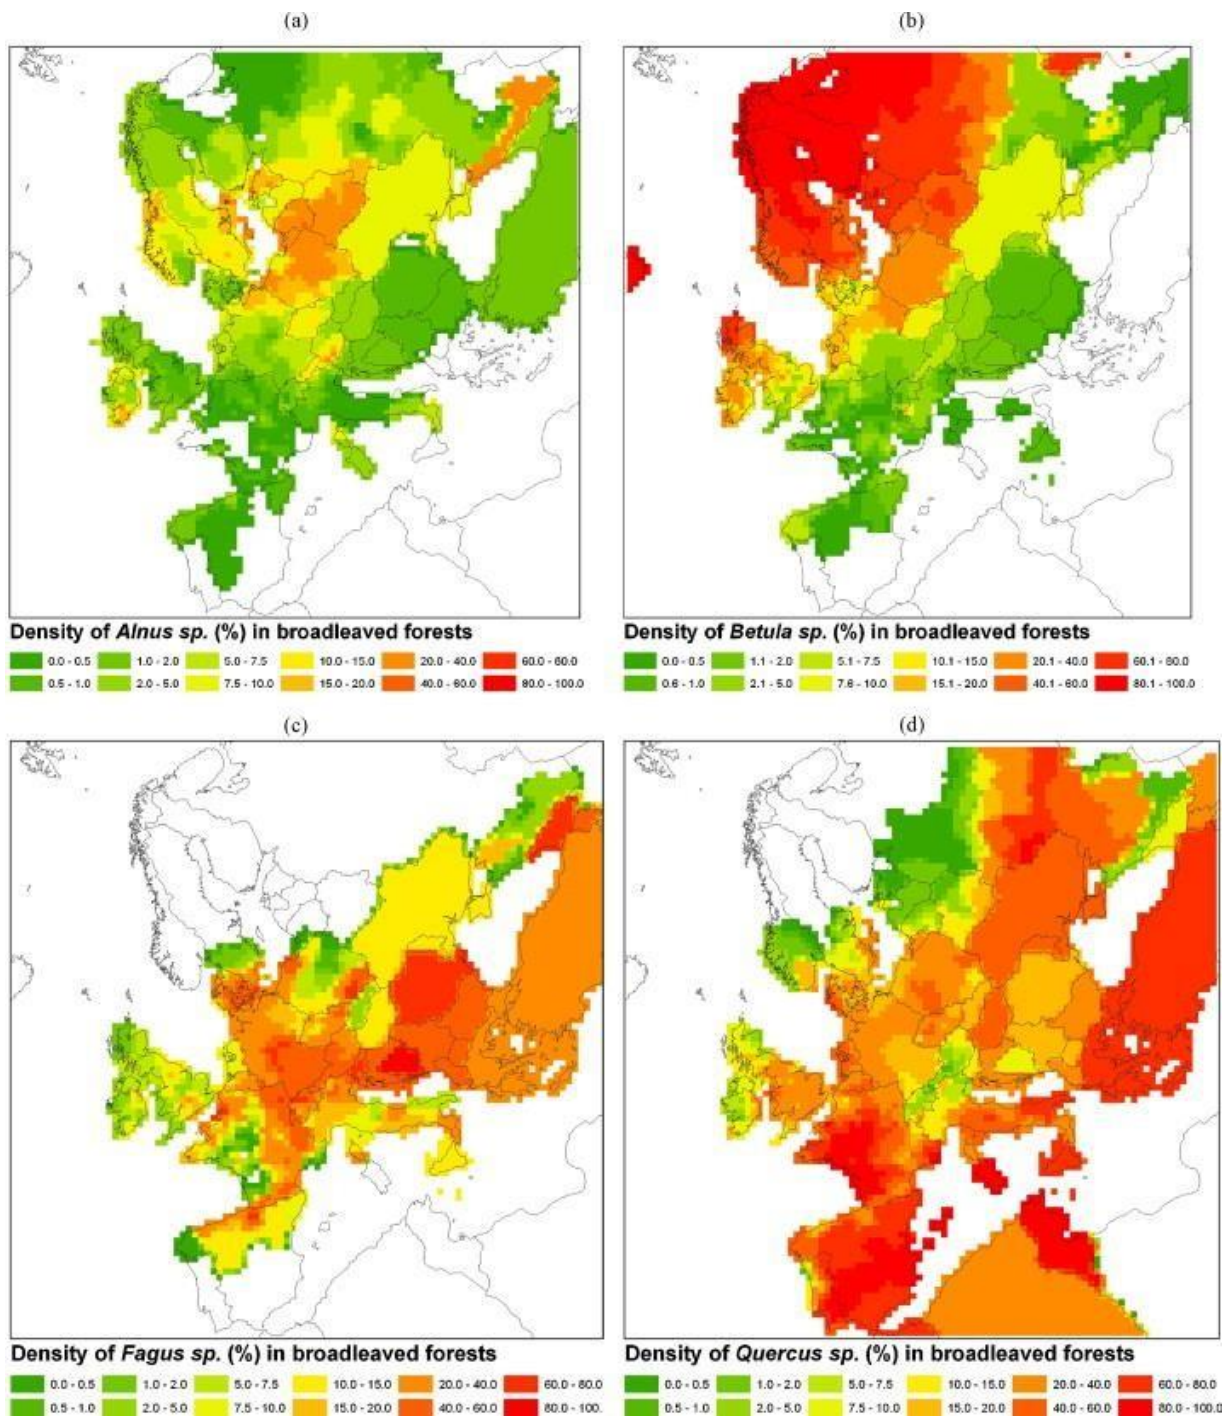 (a)
(b)
Density of Alnus sp. (%) in broadleaved forests
0.0 - 0.5 1.0 - 2.0 5.0 - 7.5 10.0 - 15.0 20.0 - 40.0 60.0 - 60.0
0.5 - 1.0 2.0 - 5.0 7.5 - 10.0 15.0 - 20.0 40.0 - 60.0 80.0 - 100.0
Density of Betula sp. (%) in broadleaved forests
0.0 - 0.5 1.1 - 2.0 5.1 - 7.5 10.1 - 15.0 20.1 - 40.0 60.1 - 80.0
0.6 - 1.0 2.1 - 5.0 7.6 - 10.0 15.1 - 20.0 40.1 - 60.0 80.1 - 100.0
(c)
(d)
Density of Fagus sp. (%) in broadleaved forests
0.0 - 0.5 1.0 - 2.0 5.0 - 7.5 10.0 - 15.0 20.0 - 40.0 60.0 - 80.0
0.5 - 1.0 2.0 - 5.0 7.5 - 10.0 15.0 - 20.0 40.0 - 60.0 80.0 - 100.
Density of Quercus sp. (%) in broadleaved forests
0.0 - 0.5 1.0 - 2.0 5.0 - 7.5 10.0 - 15.0 20.0 - 40.0 60.0 - 80.0
0.5 - 1.0 2.0 - 5.0 7.5 - 10.0 15.0 - 20.0 40.0 - 60.0 80.0 - 100.0